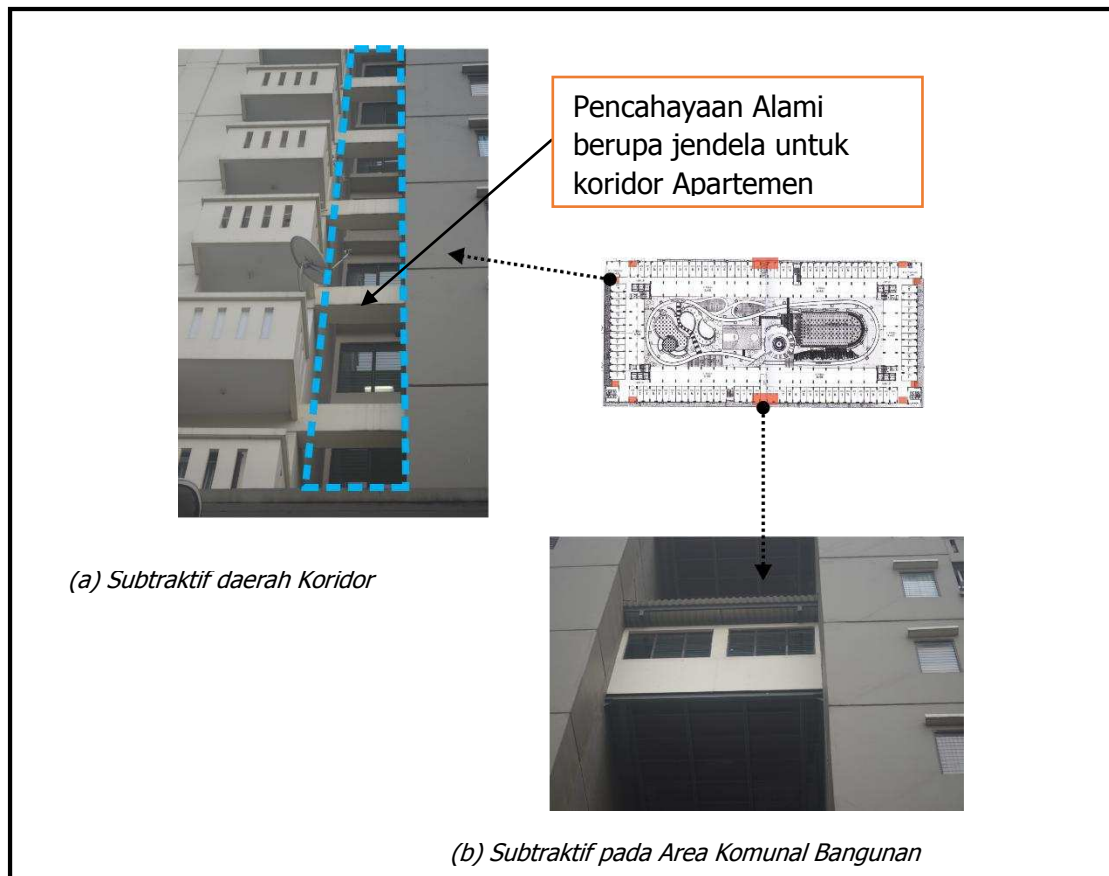 Pencahayaan Alami
berupa jendela untuk
koridor Apartemen
(a) Subtraktif daerah Koridor
(b) Subtraktif pada Area Komunal Bangunan